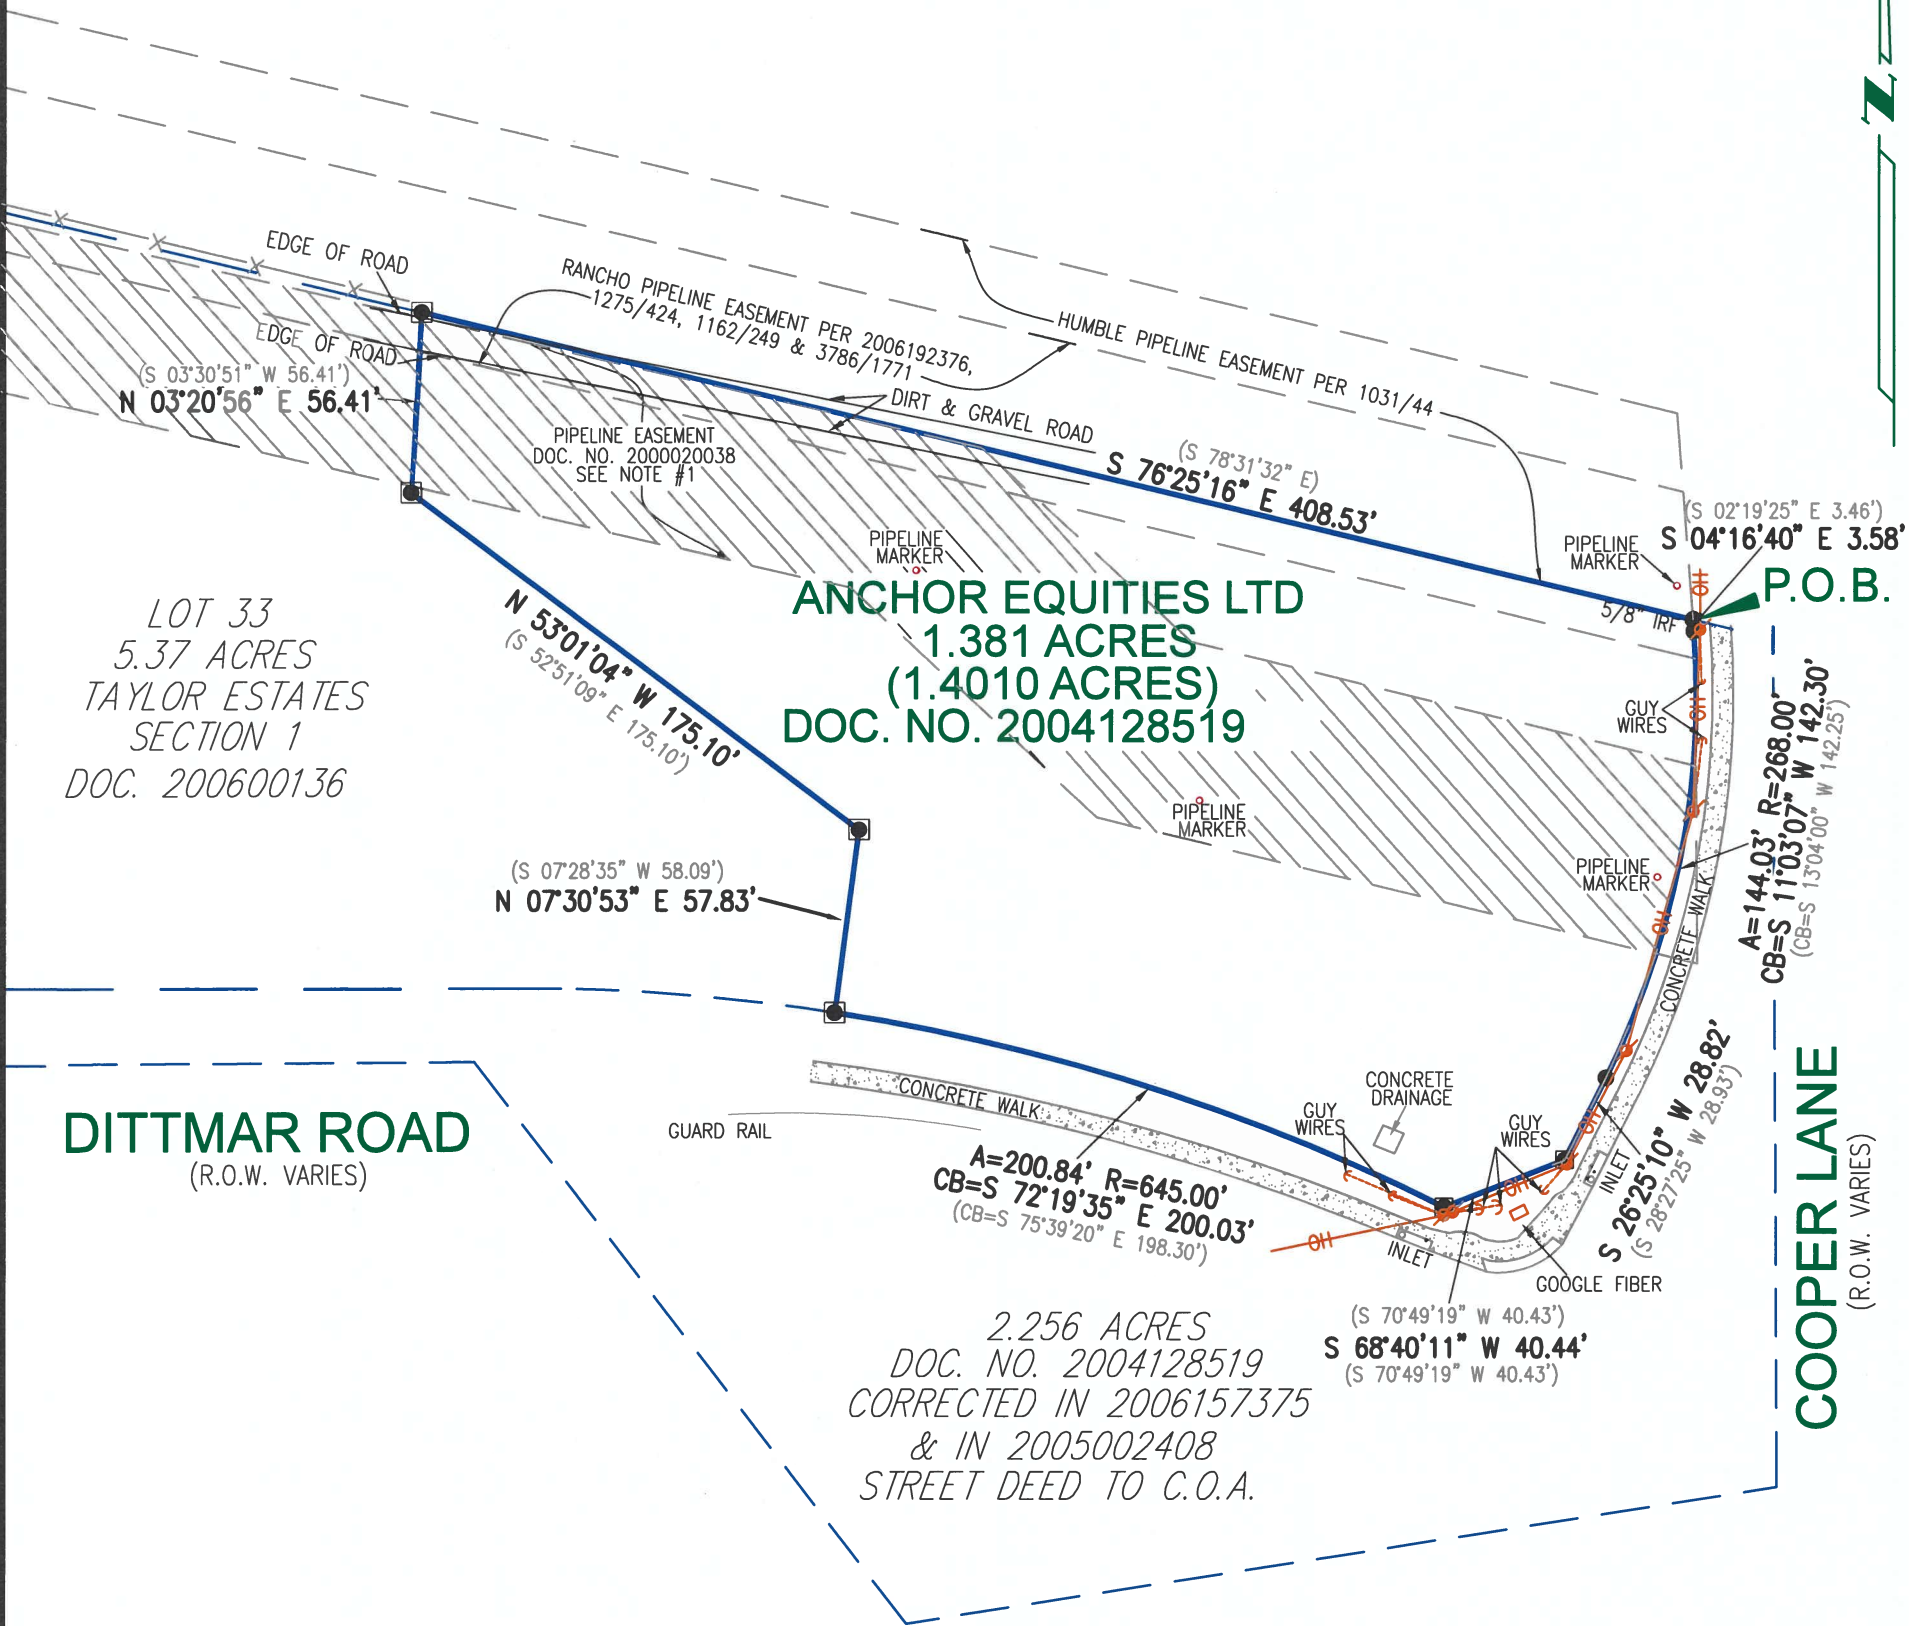 Z
EDGE OF ROAD
RANCHO PIPELINE EASEMENT PER 2006192376,
1275/424, 1162/249 & 3786/1771
HUMBLE PIPELINE EASEMENT PER 1031/44
EDGE OF ROAD
(S 03°30'51" W 56.41')
N 03°20'56" E 56.41'
DIRT & GRAVEL ROAD
PIPELINE EASEMENT
DOC. NO. 2000020038
SEE NOTE #1
(S 78°31'32" E)
S 76°25'16" E 408.53'
(S 02°19'25" E 3.46')
S 04°16'40" E 3.58'
PIPELINE
MARKER
PIPELINE
MARKER
P.O.B.
5/8" IRF
OH
ANCHOR EQUITIES LTD
1.381 ACRES
(1.4010 ACRES)
DOC. NO. 2004128519
LOT 33
5.37 ACRES
TAYLOR ESTATES
SECTION 1
DOC. 200600136
N 53°01'04" W 175.10'
(S 52°51'09" E 175.10')
GUY
WIRES
OH
A=144.03' R=268.00'
CB=S 11°03'07" W 142.30'
(CB=S 13°04'00" W 142.25')
PIPELINE
MARKER
PIPELINE
MARKER
(S 07°28'35" W 58.09')
N 07°30'53" E 57.83'
OH
CONCRETE WALK
DITTMAR ROAD
(R.O.W. VARIES)
CONCRETE WALK
GUARD RAIL
CONCRETE
DRAINAGE
GUY
WIRES
GUY
WIRES
OH
INLET
S 26°25'10" W 28.82'
(S 28°27'25" W 28.93')
COOPER LANE
(R.O.W. VARIES)
A=200.84' R=645.00'
CB=S 72°19'35" E 200.03'
(CB=S 75°39'20" E 198.30')
OH
OH
INLET
GOOGLE FIBER
(S 70°49'19" W 40.43')
S 68°40'11" W 40.44'
(S 70°49'19" W 40.43')
2.256 ACRES
DOC. NO. 2004128519
CORRECTED IN 2006157375
& IN 2005002408
STREET DEED TO C.O.A.